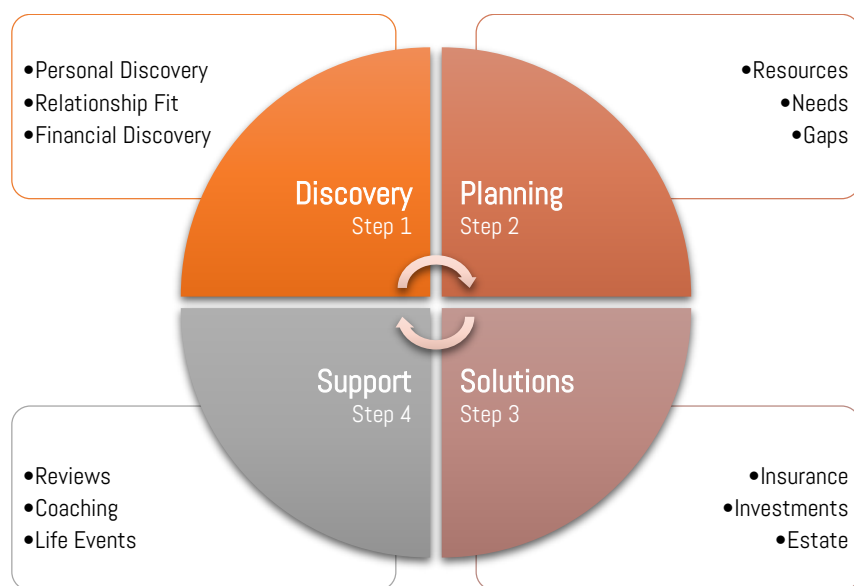 •Personal Discovery
•Relationship Fit
•Financial Discovery
•Resources
•Needs
•Gaps
Discovery
Step 1
Planning
Step 2
Support
Step 4
Solutions
Step 3
•Reviews
•Coaching
•Life Events
•Insurance
•Investments
•Estate